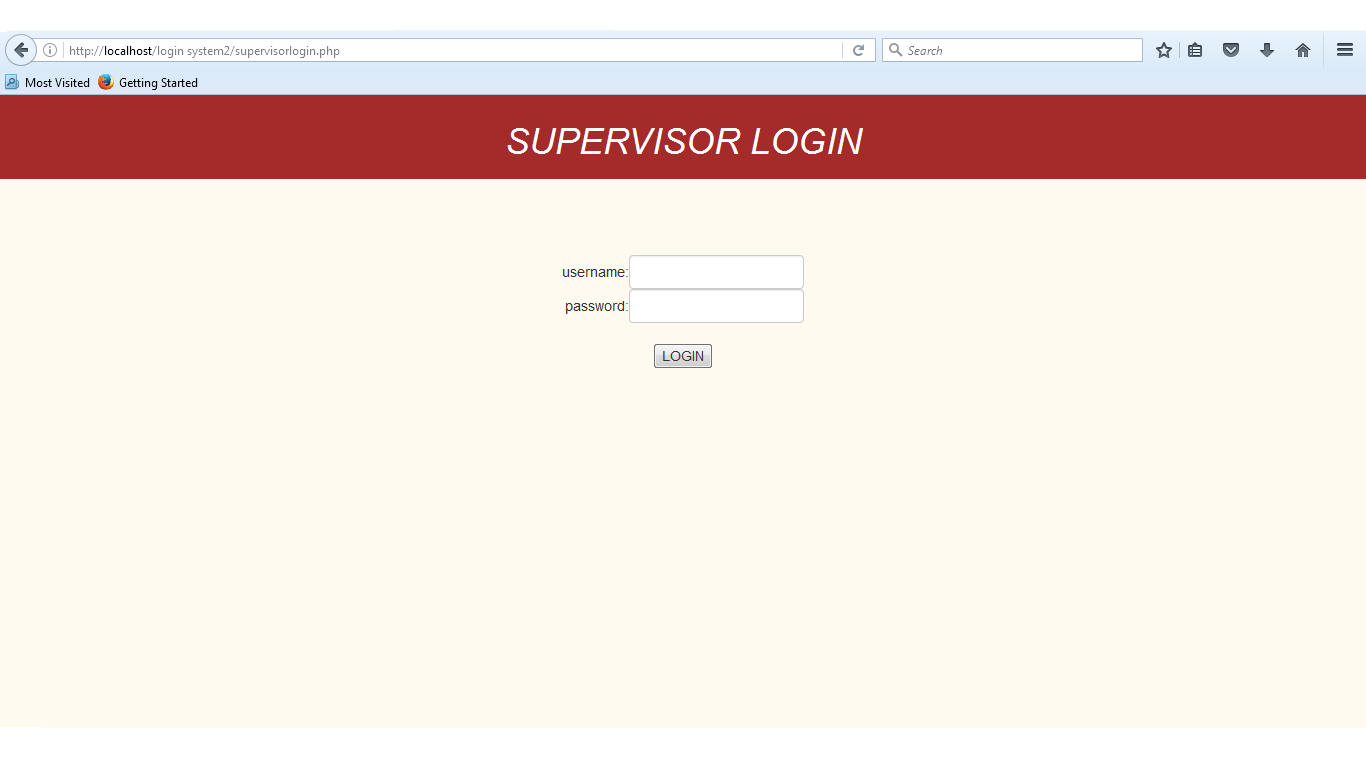 http://localhost/login system2/supervisorlogin.php
Search
Most Visited
Getting Started
SUPERVISOR LOGIN
username:
password:
LOGIN